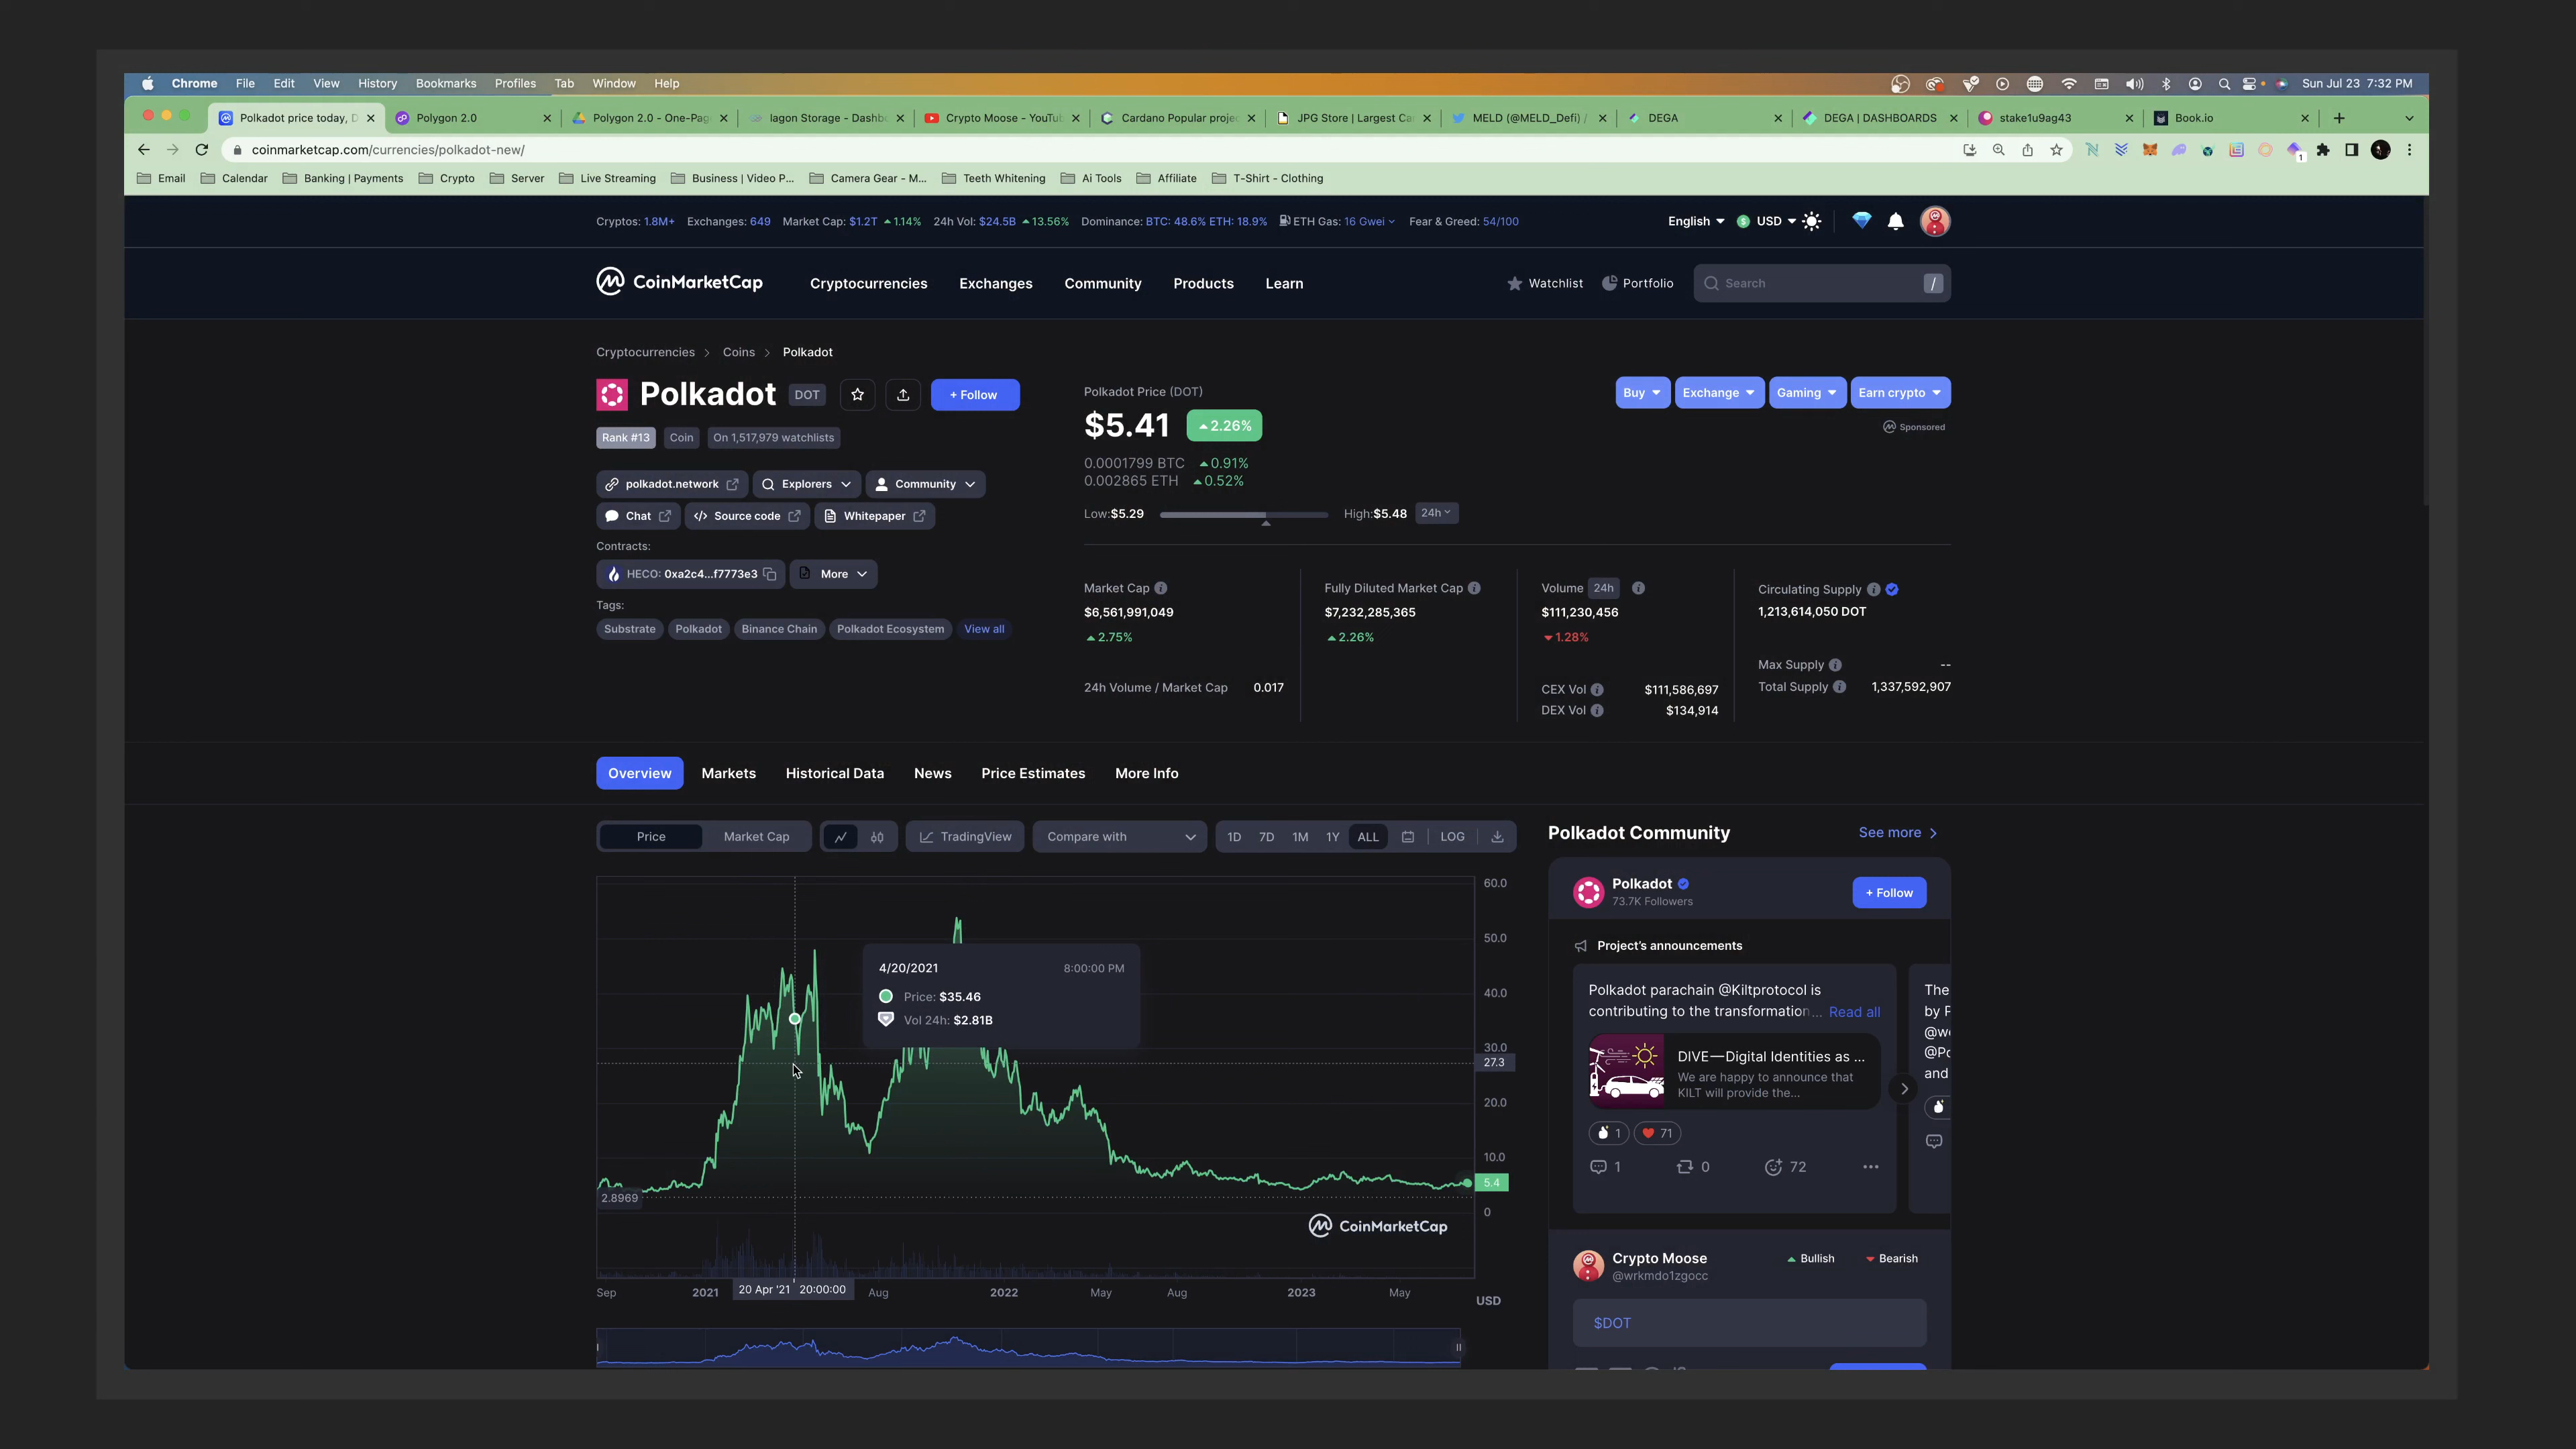 Chrome File Edit View History Bookmarks Profiles Tab Window Help Sun Jul 23 7:32 PM
Polkadot price today, D Polygon 2.0 Polygon 2.0 - One-Pag lagon Storage - Dashbo Crypto Moose - YouTub Cardano Popular projec JPG Store | Largest Ca MELD (@MELD_Defi) / DEGA DEGA | DASHBOARDS stake1u9ag43 Book.io
coinmarketcap.com/currencies/polkadot-new/ 1
Email Calendar Banking | Payments Crypto Server Live Streaming Business | Video P... Camera Gear - M... Teeth Whitening Ai Tools Affiliate T-Shirt - Clothing
Cryptos: 1.8M+ Exchanges: 649 Market Cap: $1.2T 1.14% 24h Vol: $24.5B 13.56% Dominance: BTC: 48.6% ETH: 18.9% ETH Gas: 16 Gwei Fear & Greed: 54/100 English USD
CoinMarketCap Cryptocurrencies Exchanges Community Products Learn Watchlist Portfolio Search /
Cryptocurrencies > Coins > Polkadot
Polkadot DOT + Follow
Rank #13 Coin On 1,517,979 watchlists
polkadot.network Explorers Community
Chat Source code Whitepaper
Contracts:
HECO: 0xa2c4...f7773e3 More
Tags:
Substrate Polkadot Binance Chain Polkadot Ecosystem View all
Polkadot Price (DOT)
$5.41 2.26%
0.0001799 BTC 0.91%
0.002865 ETH 0.52%
Low:$5.29 High:$5.48 24h
Buy Exchange Gaming Earn crypto
Sponsored
Market Cap
$6,561,991,049
2.75%
24h Volume / Market Cap 0.017
Fully Diluted Market Cap
$7,232,285,365
2.26%
Volume 24h
$111,230,456
1.28%
CEX Vol $111,586,697
DEX Vol $134,914
Circulating Supply
1,213,614,050 DOT
Max Supply --
Total Supply 1,337,592,907
Overview Markets Historical Data News Price Estimates More Info
Price Market Cap TradingView Compare with 1D 7D 1M 1Y ALL LOG
60.0
50.0
40.0
30.0
27.3
20.0
10.0
5.4
0
2.8969
4/20/2021 8:00:00 PM
Price: $35.46
Vol 24h: $2.81B
CoinMarketCap
Sep 2021 20 Apr '21 20:00:00 Aug 2022 May Aug 2023 May
USD
Polkadot Community See more >
Polkadot + Follow
73.7K Followers
Project's announcements
Polkadot parachain @Kiltprotocol is
contributing to the transformation... Read all
DIVE—Digital Identities as ...
We are happy to announce that
KILT will provide the...
1 71
1 0 72
The
by P
@we
@Po
and
Crypto Moose Bullish Bearish
@wrkmdo1zgocc
$DOT